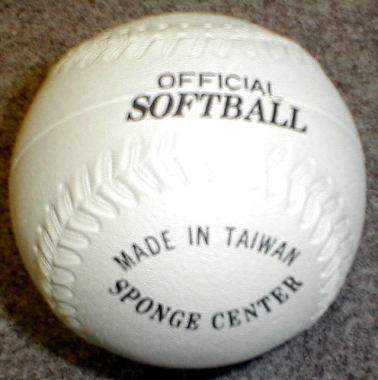 OFFICIAL
SOFTBALL
MADE IN TAIWAN
SPONGE CENTER